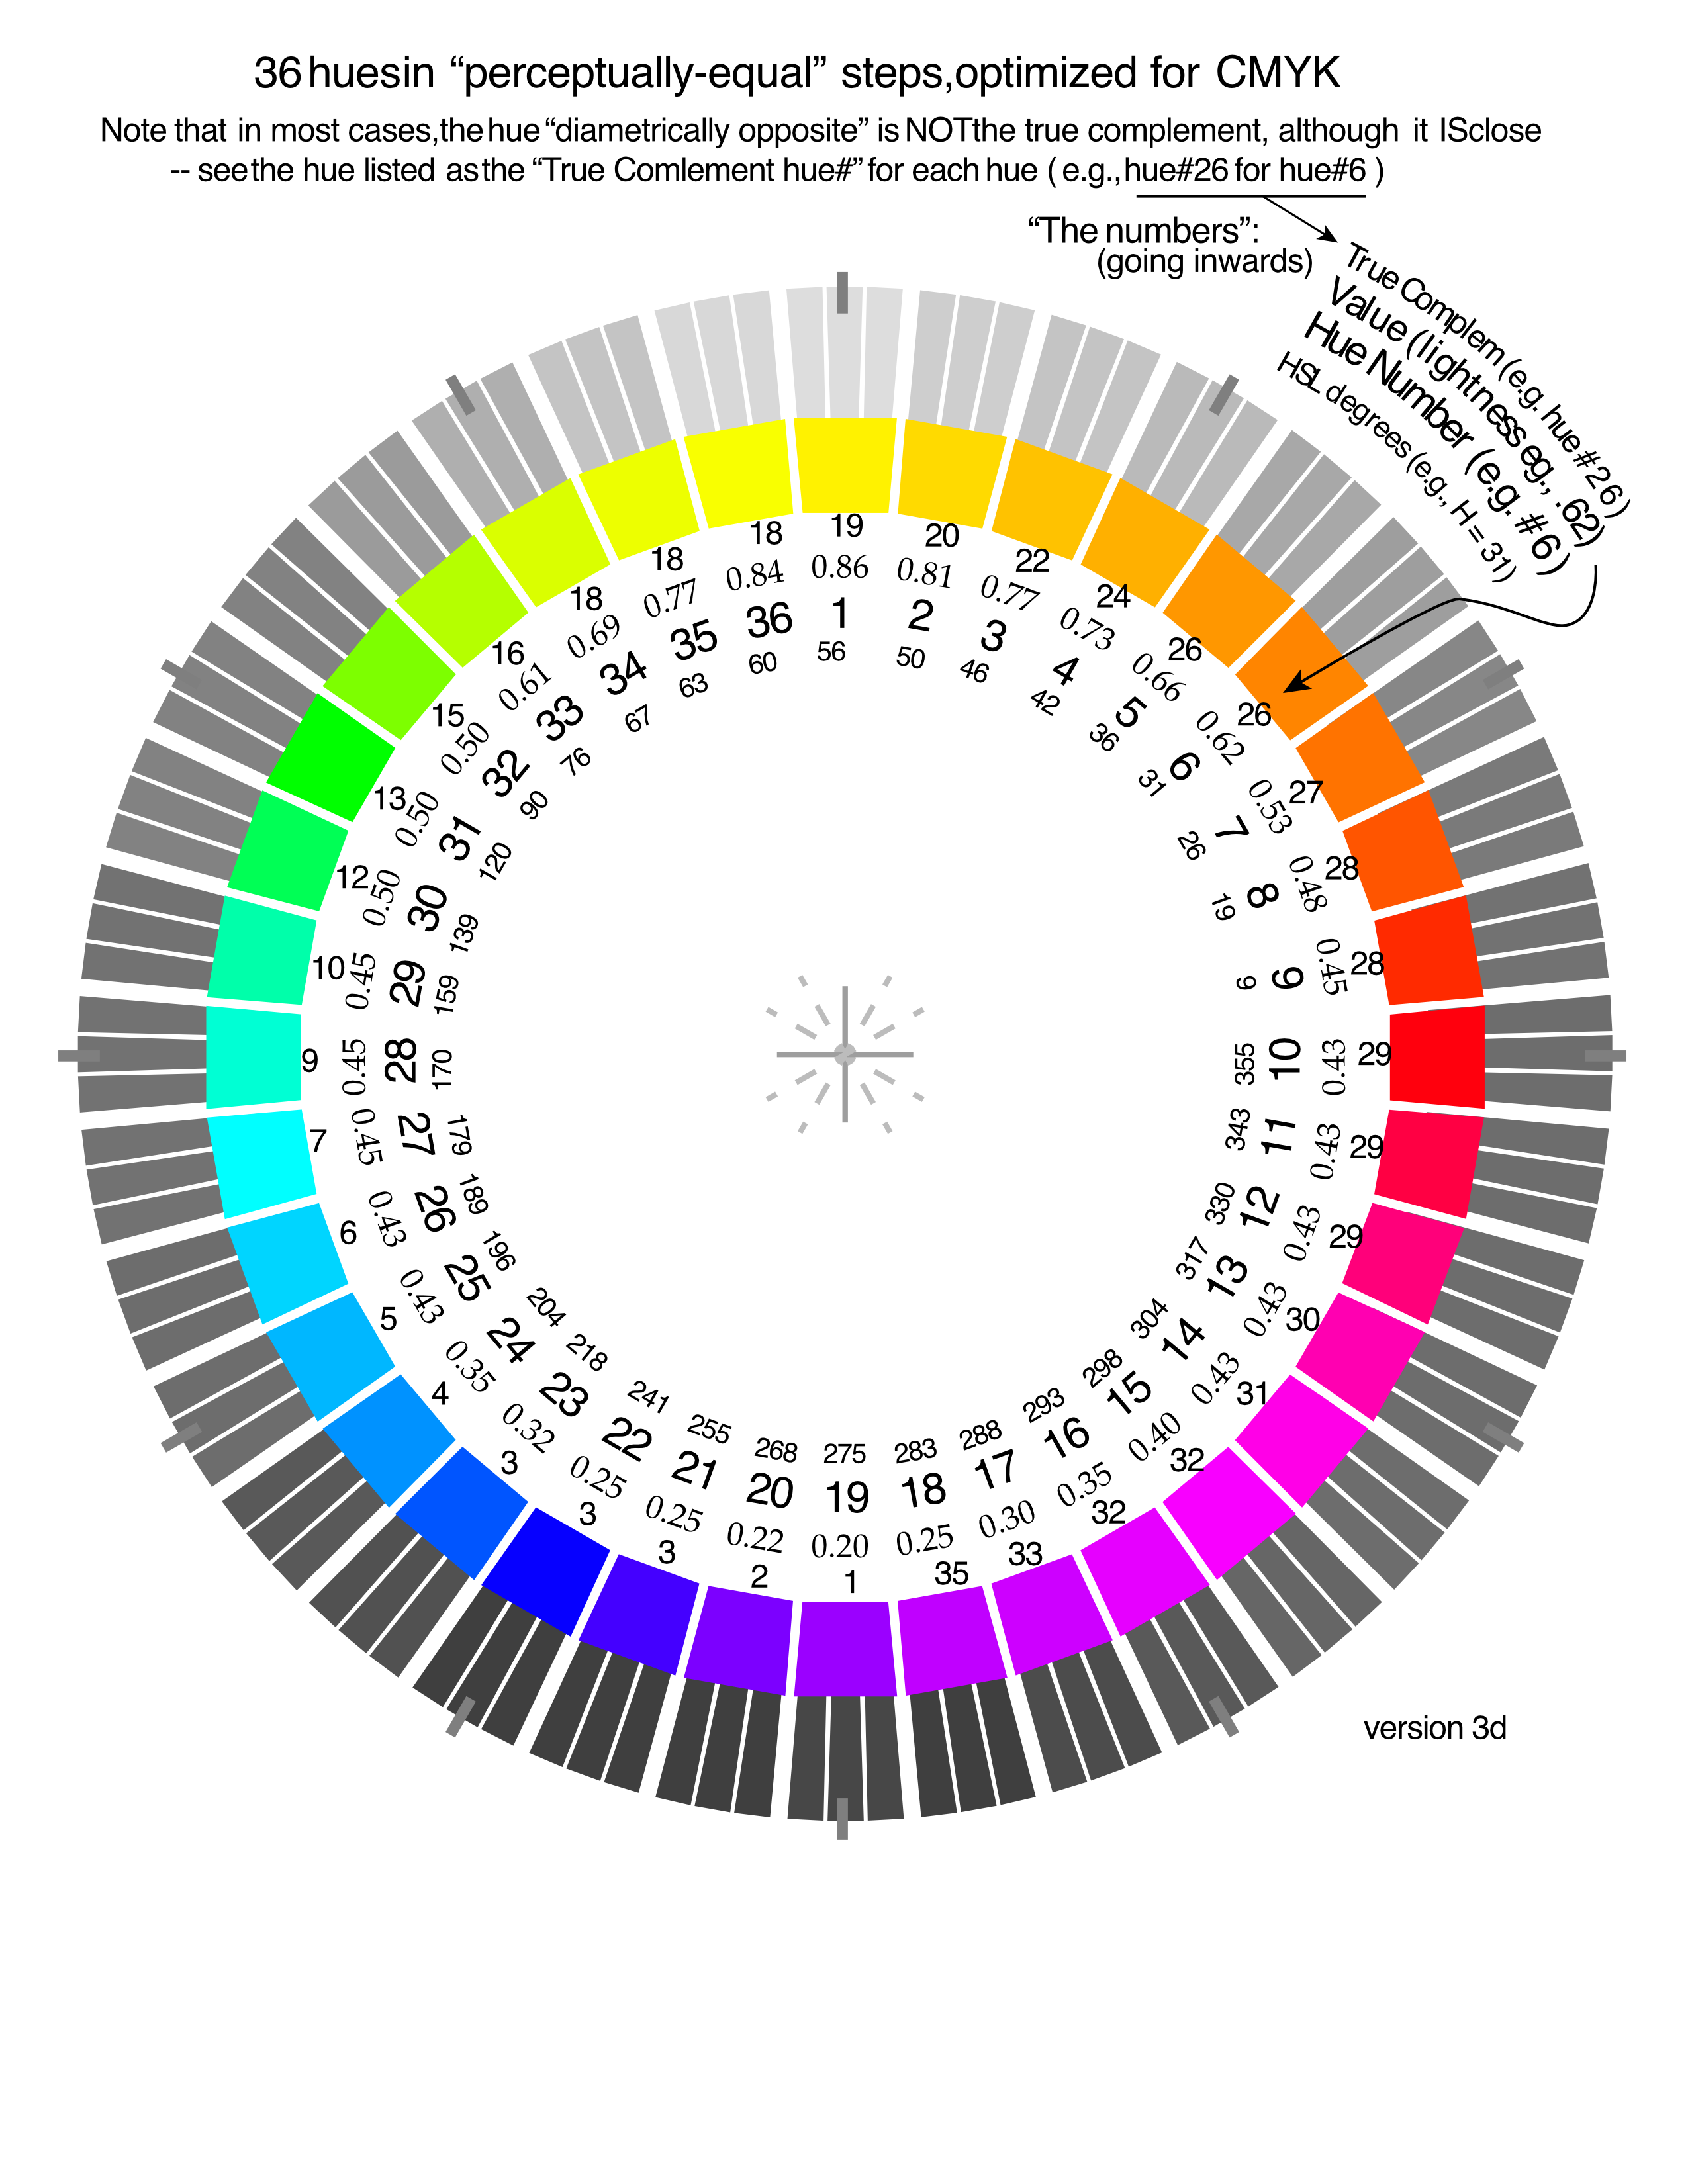 36 hues in “perceptually-equal” steps, optimized for CMYK
Note that in most cases, the hue “diametrically opposite” is NOT the true complement, although it IS close
-- see the hue listed as the “True Comlement hue#” for each hue ( e.g., hue#26 for hue#6 )
“The numbers”:
(going inwards)
True Complem (e.g. hue # 26)
Value (lightness eg., .62)
Hue Number (e.g. # 6)
HSL degrees (e.g., H = 31)
19 0.86 1 56
20 0.81 2 50
22 0.77 3 46
24 0.73 4 42
26 0.66 5 36
26 0.62 6 31
27 0.53 7 26
28 0.48 8 19
28 0.45 9 9
29 0.43 10 355
29 0.43 11 343
29 0.43 12 330
30 0.43 13 317
31 0.43 14 304
32 0.40 15 298
32 0.35 16 293
33 0.30 17 288
35 0.25 18 283
1 0.20 19 275
2 0.22 20 268
3 0.25 21 255
3 0.25 22 241
3 0.32 23 218
4 0.35 24 204
5 0.43 25 196
6 0.43 26 189
7 0.45 27 179
9 0.45 28 170
10 0.45 29 159
12 0.50 30 139
13 0.50 31 120
15 0.50 32 90
16 0.61 33 76
18 0.69 34 67
18 0.77 35 63
18 0.84 36 60
version 3d